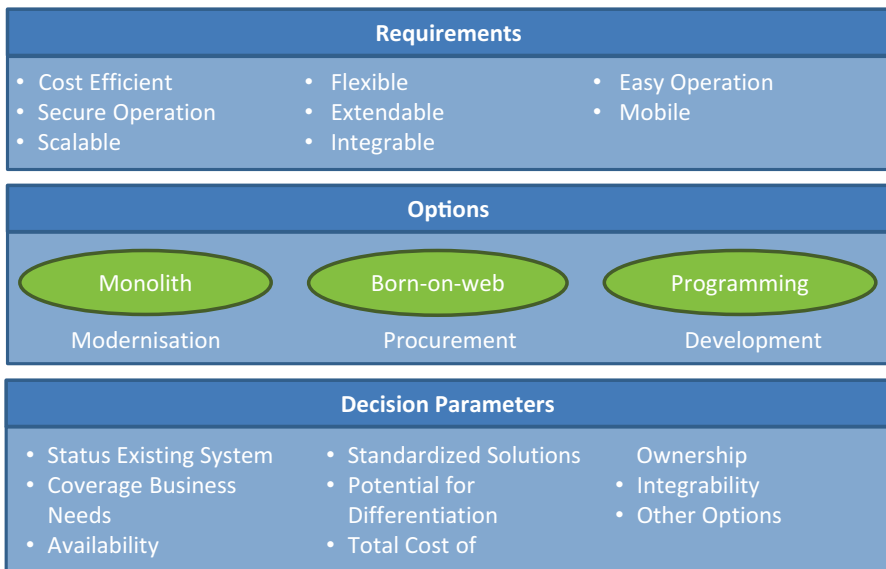 Requirements
• Cost Efficient
• Secure Operation
• Scalable
• Flexible
• Extendable
• Integrable
• Easy Operation
• Mobile
Options
Monolith
Born-on-web
Programming
Modernisation
Procurement
Development
Decision Parameters
• Status Existing System
• Coverage Business
Needs
• Availability
• Standardized Solutions
• Potential for
Differentiation
• Total Cost of
Ownership
• Integrability
• Other Options